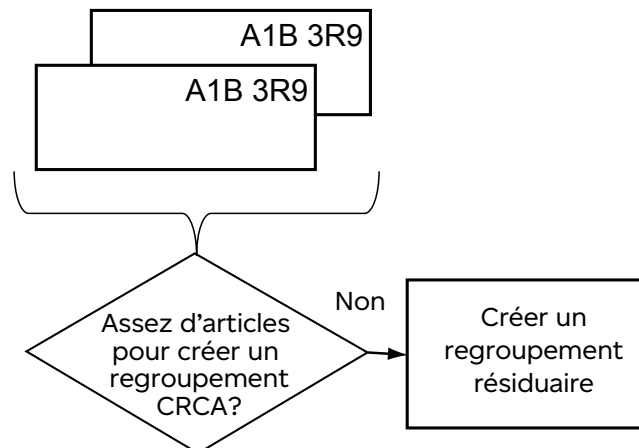 A1B 3R9
A1B 3R9
Assez d'articles
pour créer un
regroupement
CRCA?
Non
Créer un
regroupement
résiduaire